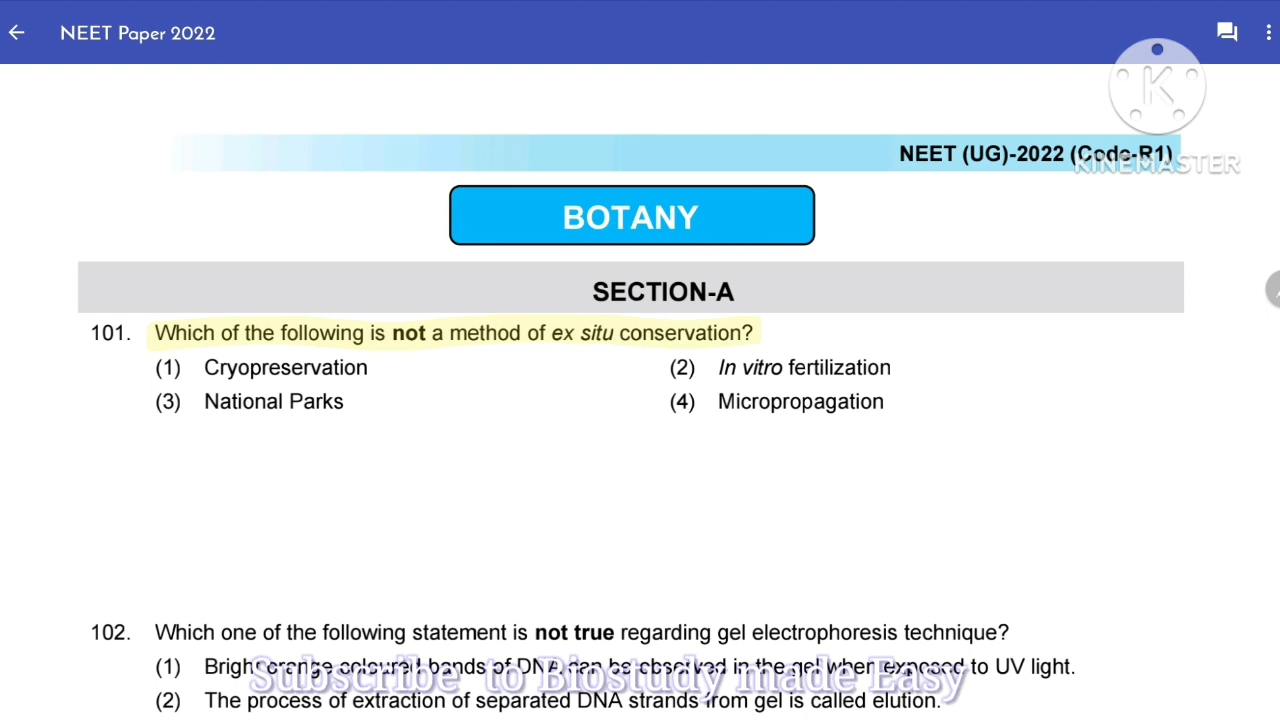 NEET Paper 2022
K
NEET (UG)-2022 (Code-R1)
KINEMASTER
BOTANY
SECTION-A
101. Which of the following is not a method of ex situ conservation?
(1) Cryopreservation (2) In vitro fertilization
(3) National Parks (4) Micropropagation
102. Which one of the following statement is not true regarding gel electrophoresis technique?
(1) Bright orange coloured bands of DNA can be observed in the gel when exposed to UV light.
Subscribe to Biostudy made Easy
(2) The process of extraction of separated DNA strands from gel is called elution.